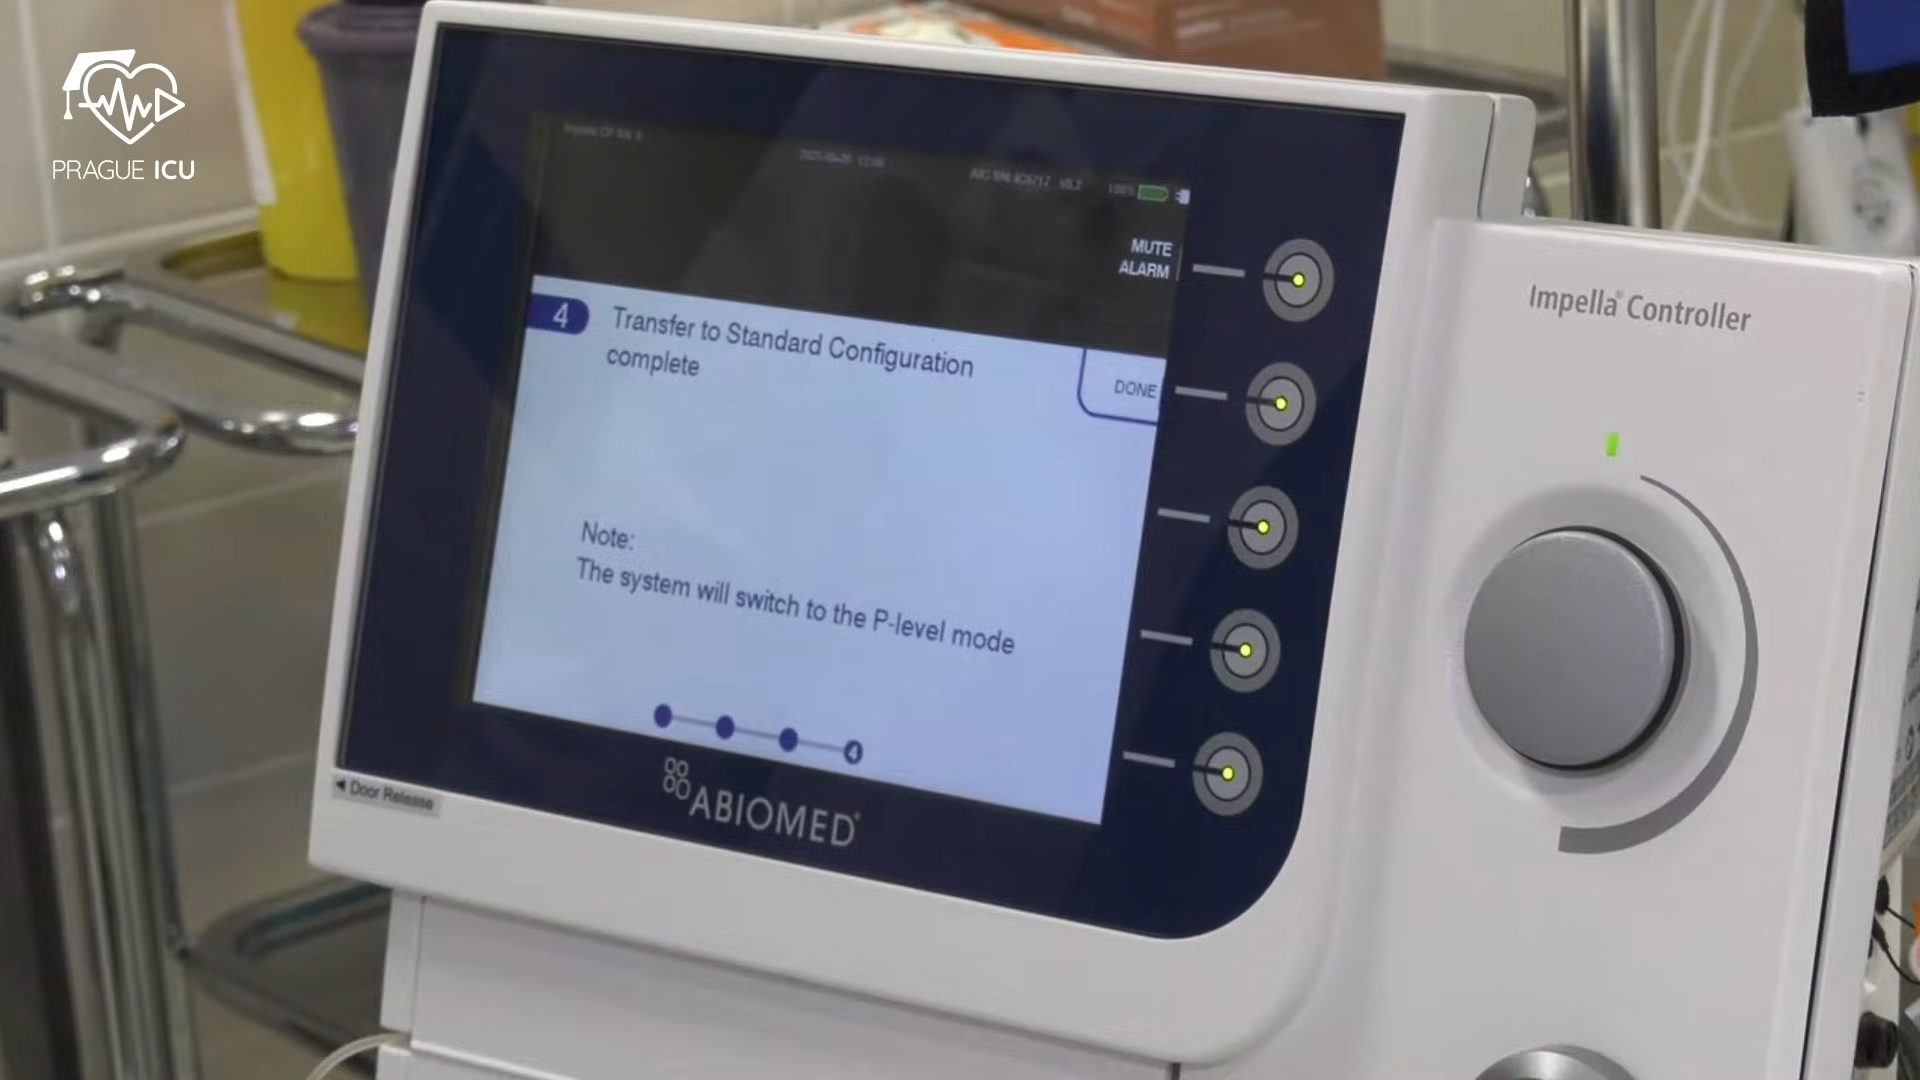 PRAGUE ICU
100%
MUTE
ALARM
4
Transfer to Standard Configuration
complete
DONE
Note:
The system will switch to the P-level mode
4
ABIOMED
Door Release
Impella® Controller